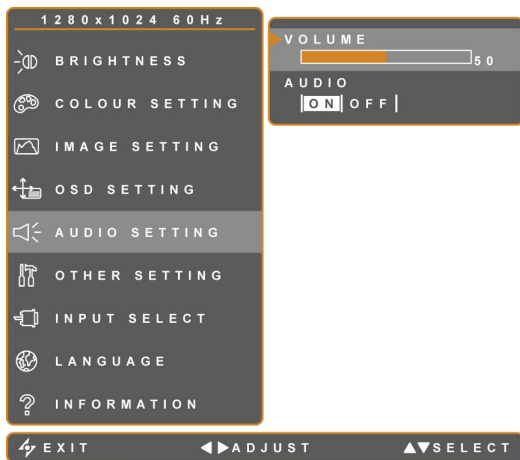 1280x1024 60Hz
BRIGHTNESS
COLOUR SETTING
IMAGE SETTING
OSD SETTING
AUDIO SETTING
OTHER SETTING
INPUT SELECT
LANGUAGE
INFORMATION
VOLUME
50
AUDIO
ON OFF
EXIT ADJUST SELECT